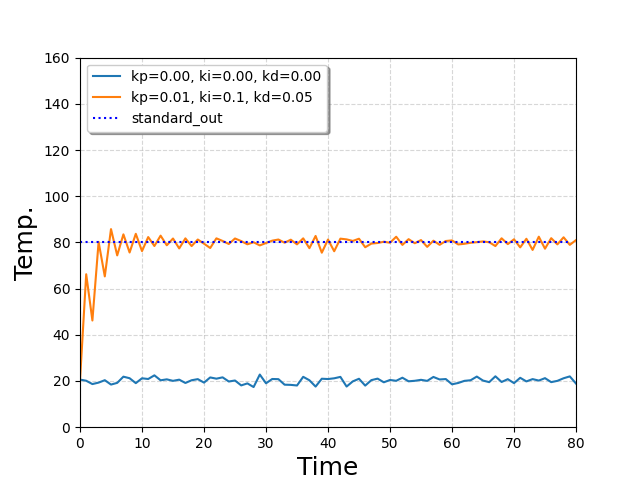 160
140
120
100
80
60
40
20
0
kp=0.00, ki=0.00, kd=0.00
kp=0.01, ki=0.1, kd=0.05
standard_out
Temp.
0 10 20 30 40 50 60 70 80
Time